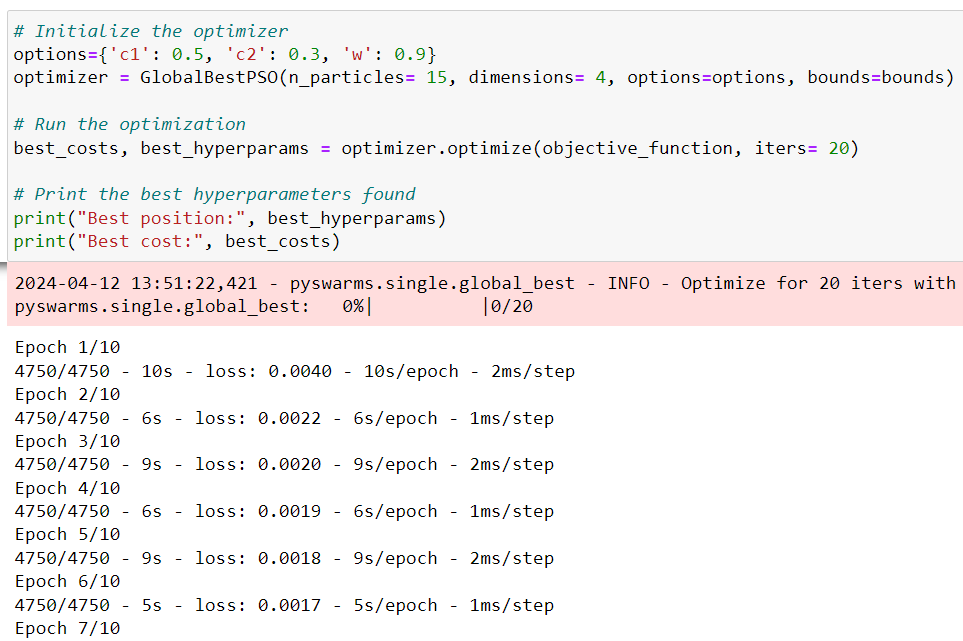 # Initialize the optimizer
options={'c1': 0.5, 'c2': 0.3, 'w': 0.9}
optimizer = GlobalBestPSO(n_particles= 15, dimensions= 4, options=options, bounds=bounds)
# Run the optimization
best_costs, best_hyperparams = optimizer.optimize(objective_function, iters= 20)
# Print the best hyperparameters found
print("Best position:", best_hyperparams)
print("Best cost:", best_costs)
2024-04-12 13:51:22,421 - pyswarms.single.global_best - INFO - Optimize for 20 iters with
pyswarms.single.global_best:   0%|          |0/20
Epoch 1/10
4750/4750 - 10s - loss: 0.0040 - 10s/epoch - 2ms/step
Epoch 2/10
4750/4750 - 6s - loss: 0.0022 - 6s/epoch - 1ms/step
Epoch 3/10
4750/4750 - 9s - loss: 0.0020 - 9s/epoch - 2ms/step
Epoch 4/10
4750/4750 - 6s - loss: 0.0019 - 6s/epoch - 1ms/step
Epoch 5/10
4750/4750 - 9s - loss: 0.0018 - 9s/epoch - 2ms/step
Epoch 6/10
4750/4750 - 5s - loss: 0.0017 - 5s/epoch - 1ms/step
Epoch 7/10